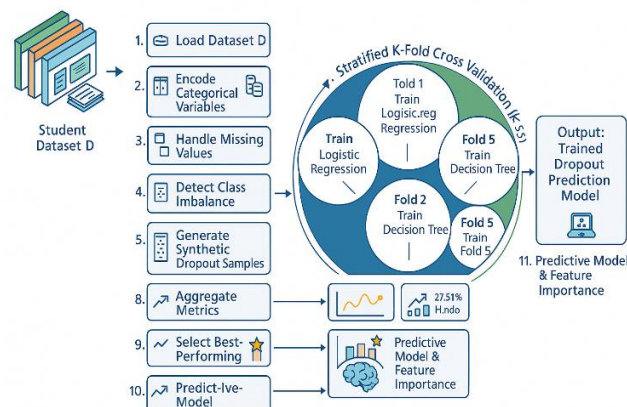 Student
Dataset D
1. Load Dataset D
2. Encode
Categorical
Variables
3. Handle Missing
Values
4. Detect Class
Imbalance
5. Generate
Synthetic
Dropout Samples
8. Aggregate
Metrics
9. Select Best-
Performing
10. Predict-Ive-
Model
Stratified K-Fold Cross Validation (K-S5)
Told 1
Train
Logisic.reg
Regression
Train
Logistic
Regression
Fold 5
Train
Decision Tree
Fold 2
Train
Decision Tree
Fold 5
Train
Fold 5
27.51%
H.ndo
Predictive
Model &
Feature
Importance
Output:
Trained
Dropout
Prediction
Model
11. Predictive Model
& Feature
Importance